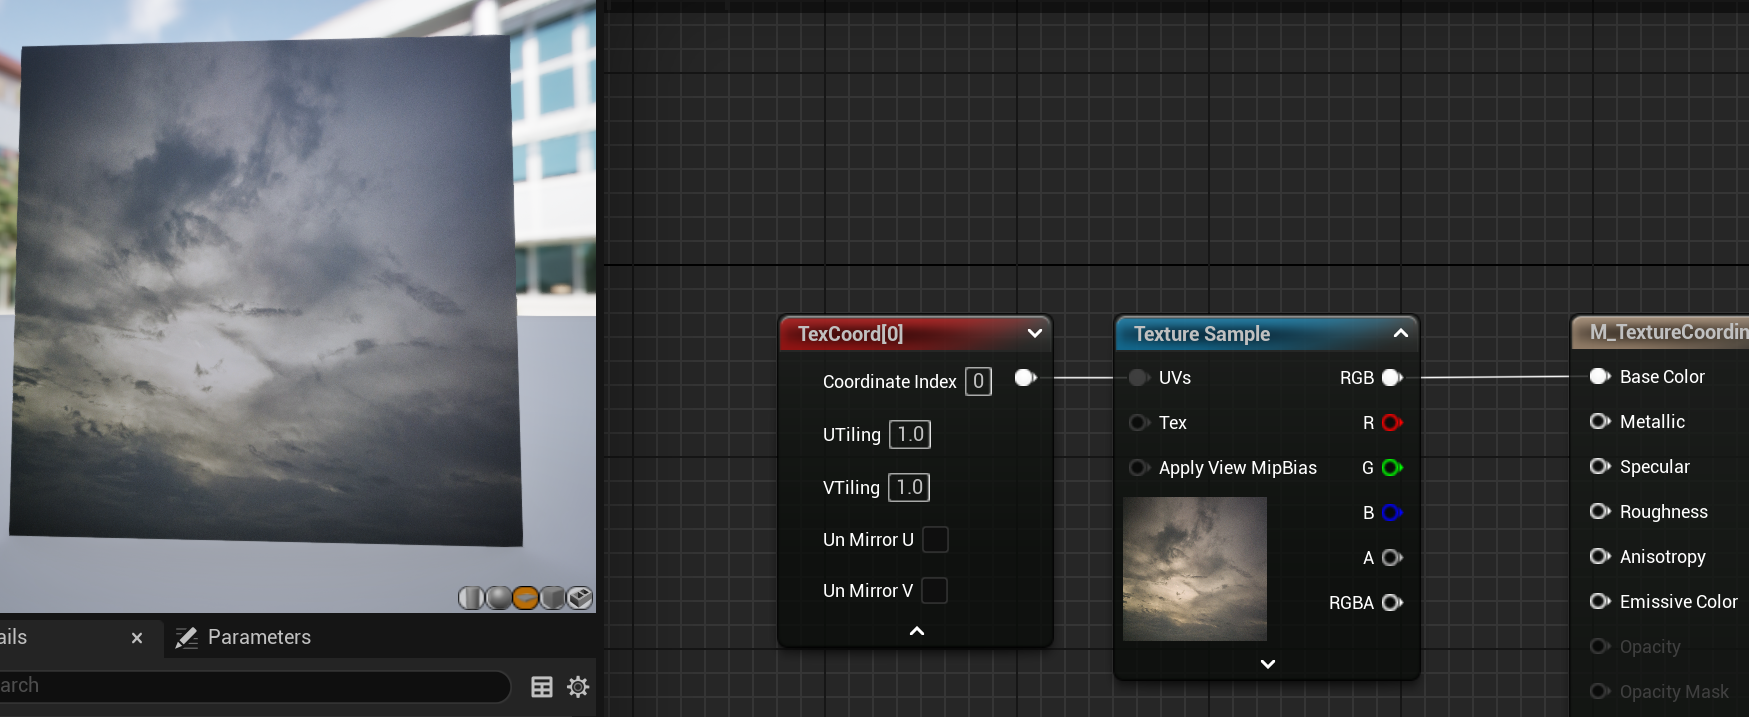 TexCoord[0]
Coordinate Index 0
UTiling 1.0
VTiling 1.0
Un Mirror U
Un Mirror V
Texture Sample
UVs RGB
Tex R
Apply View MipBias G
B
A
RGBA
M_TextureCoordin
Base Color
Metallic
Specular
Roughness
Anisotropy
Emissive Color
Opacity
Opacity Mask
ails
Parameters
arch